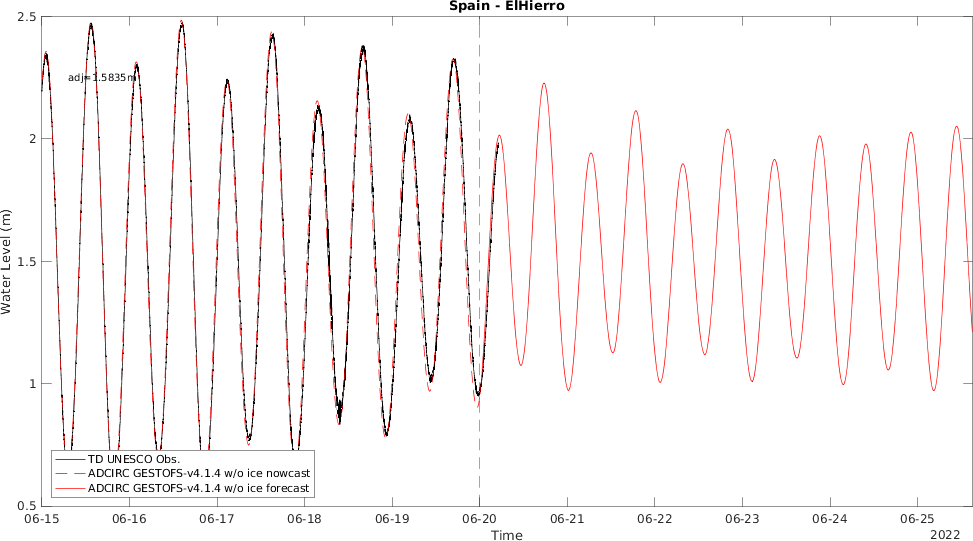 Spain - ElHierro
2.5
adj=1.5835m
2
1.5
Water Level (m)
1
TD UNESCO Obs.
ADCIRC GESTOFS-v4.1.4 w/o ice nowcast
ADCIRC GESTOFS-v4.1.4 w/o ice forecast
0.5
06-15 06-16 06-17 06-18 06-19 06-20 06-21 06-22 06-23 06-24 06-25
Time
2022